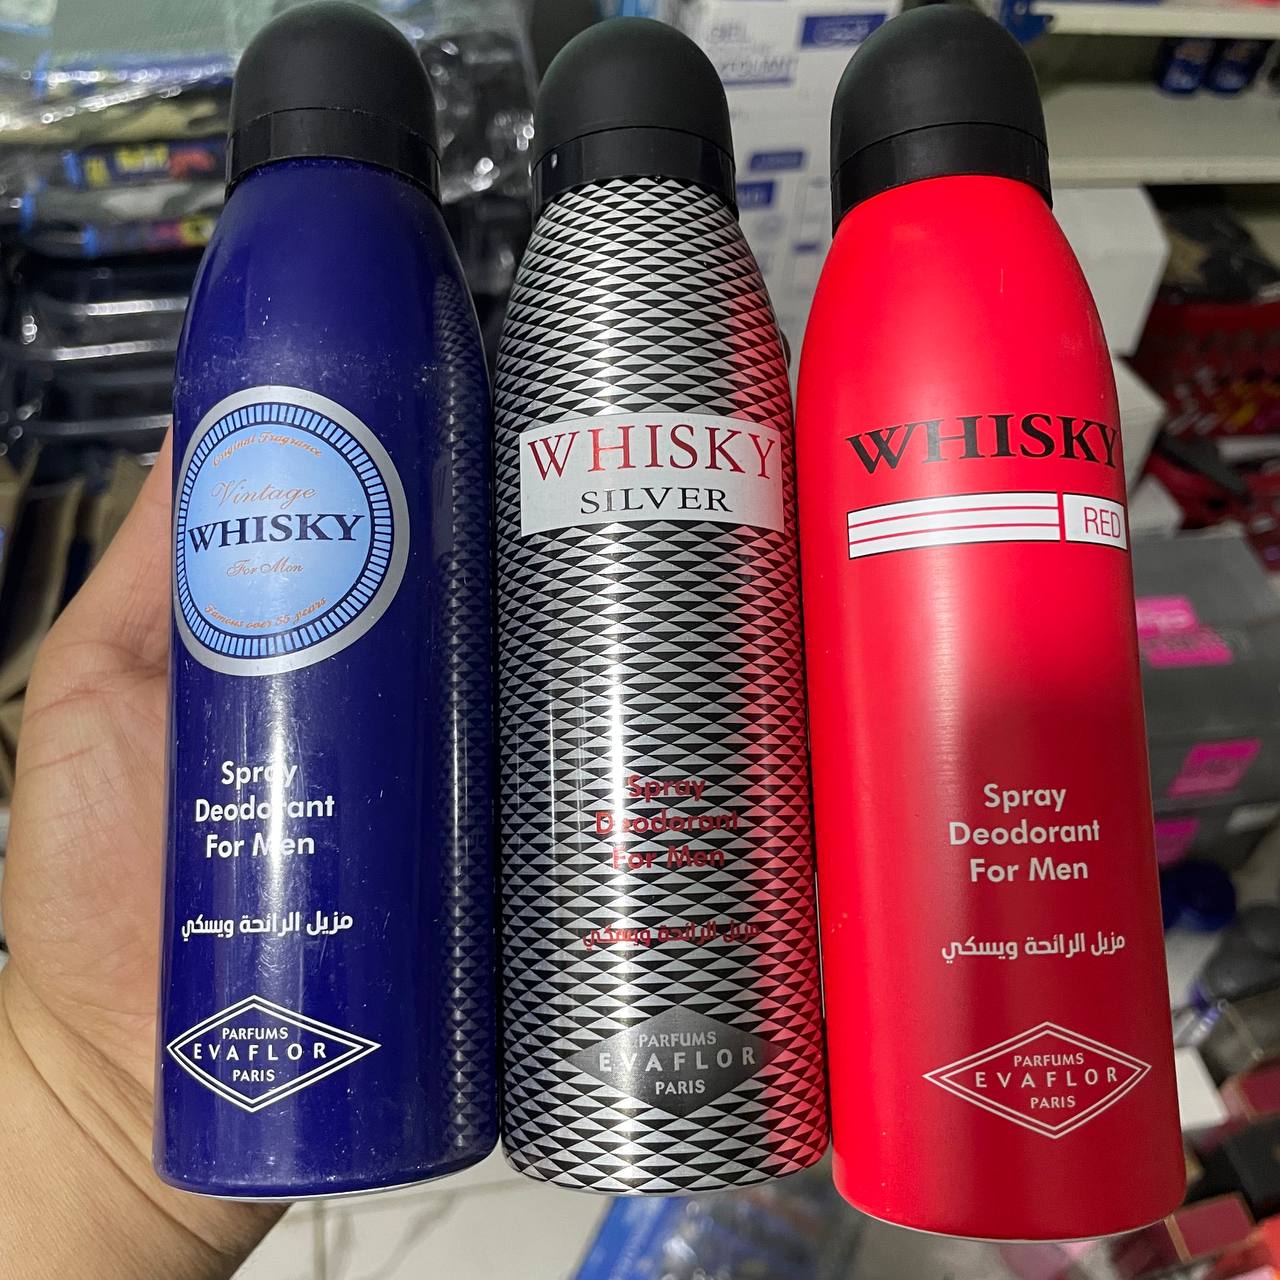 Original Fragrance
Vintage
WHISKY
For Men
Famous over 55 years
Spray
Deodorant
For Men
مزيل الرائحة ويسكي
PARFUMS
EVAFLOR
PARIS
WHISKY
SILVER
Spray
Deodorant
For Men
مزيل الرائحة ويسكي
PARFUMS
EVAFLOR
PARIS
WHISKY
RED
Spray
Deodorant
For Men
مزيل الرائحة ويسكي
PARFUMS
EVAFLOR
PARIS